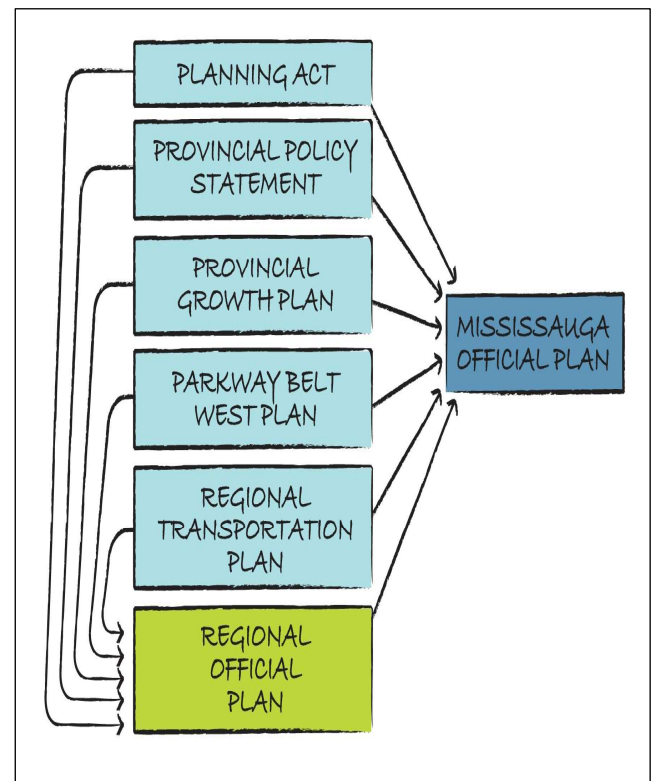 PLANNING ACT
PROVINCIAL POLICY
STATEMENT
PROVINCIAL
GROWTH PLAN
PARKWAY BELT
WEST PLAN
REGIONAL
TRANSPORTATION
PLAN
REGIONAL
OFFICIAL
PLAN
MISSISSAUGA
OFFICIAL PLAN